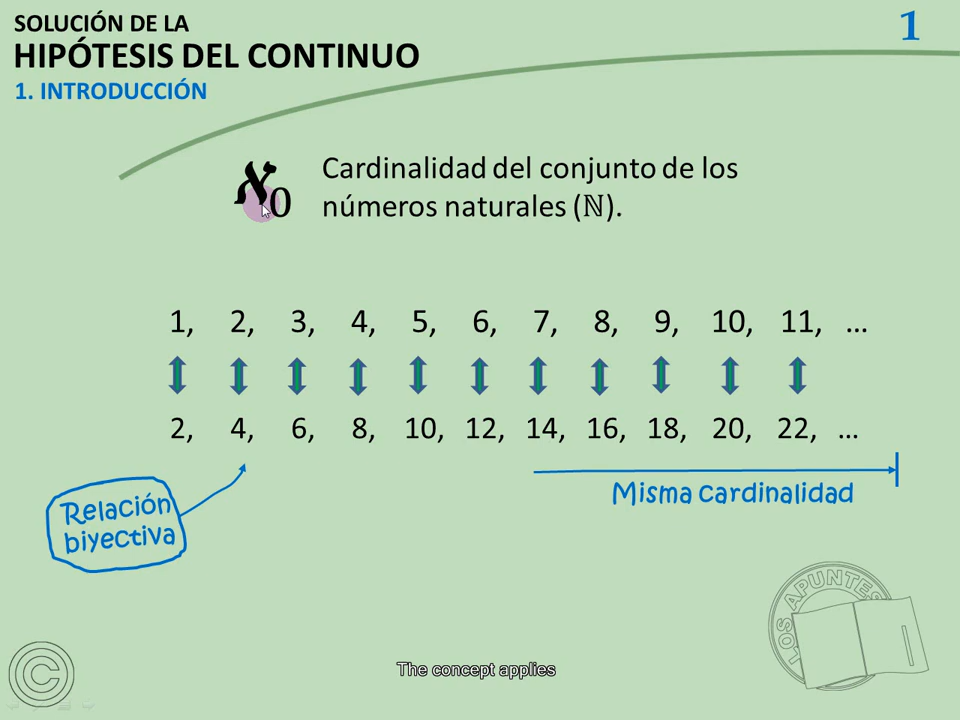 SOLUCIÓN DE LA
HIPÓTESIS DEL CONTINUO
1. INTRODUCCIÓN
1
ℵ0
Cardinalidad del conjunto de los
números naturales (ℕ).
1, 2, 3, 4, 5, 6, 7, 8, 9, 10, 11, ...
2, 4, 6, 8, 10, 12, 14, 16, 18, 20, 22, ...
Misma cardinalidad
Relación
biyectiva
LOS APUNTES
©
The concept applies